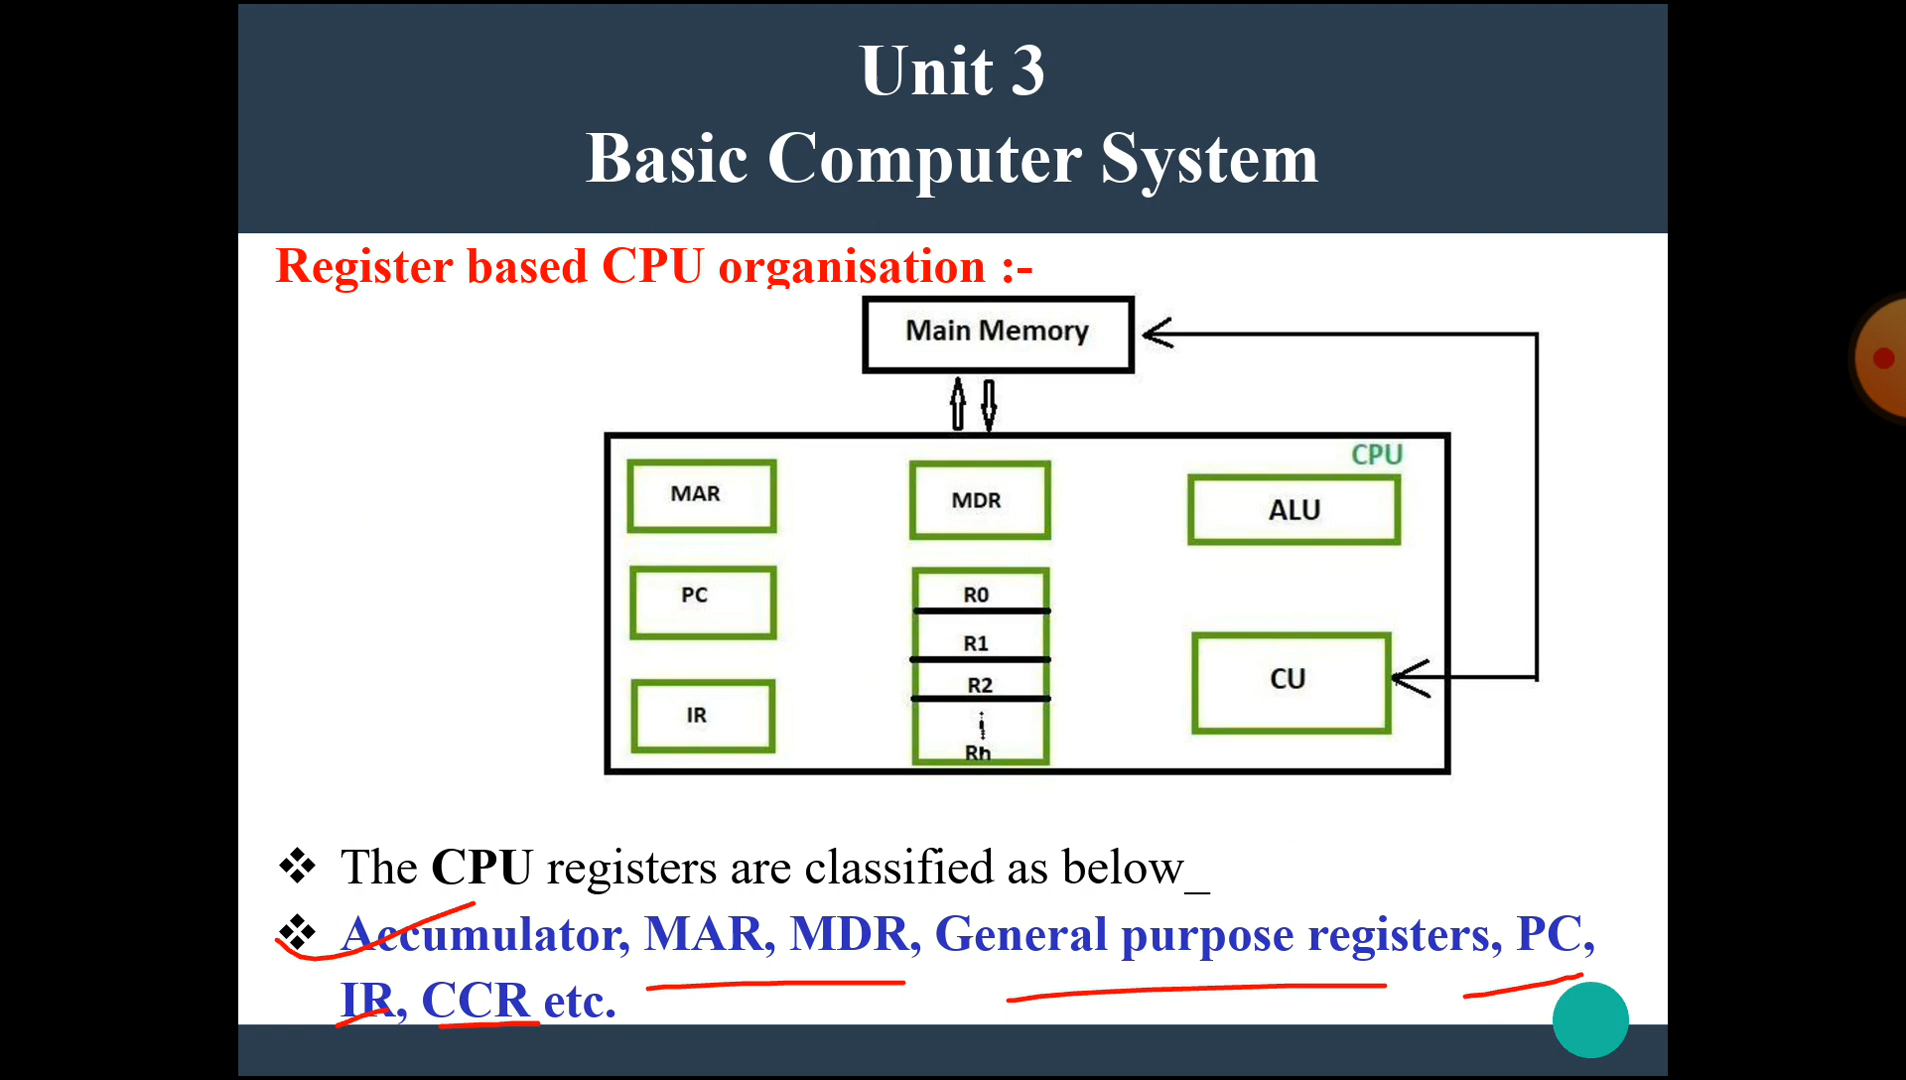 Unit 3
Basic Computer System
Register based CPU organisation :-
Main Memory
CPU
MAR
MDR
ALU
PC
R0
R1
R2
IR
CU
Rn
❖ The CPU registers are classified as below_
❖ Accumulator, MAR, MDR, General purpose registers, PC,
IR, CCR etc.